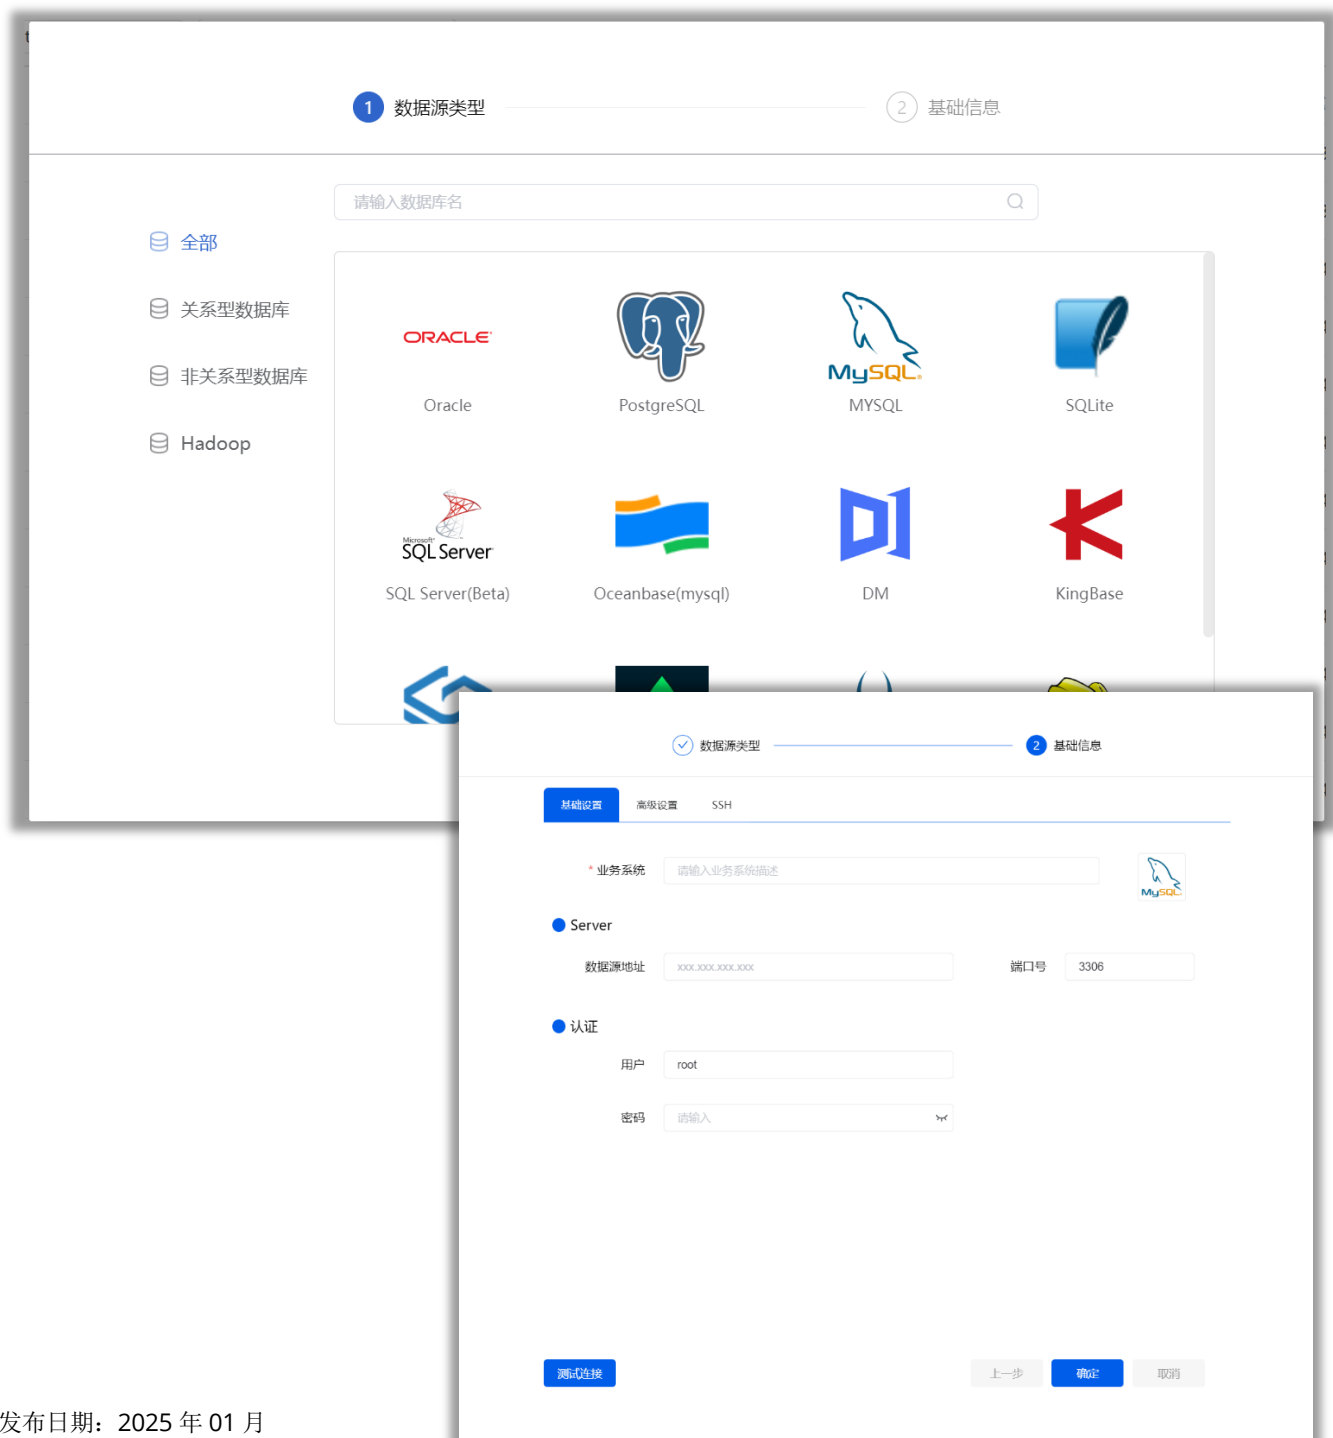 1 数据源类型
2 基础信息
请输入数据库名
全部
关系型数据库
非关系型数据库
Hadoop
ORACLE
MySQL
Oracle
PostgreSQL
MYSQL
SQLite
Microsoft
SQL Server
SQL Server(Beta)
Oceanbase(mysql)
DM
KingBase
数据源类型
2 基础信息
基础设置
高级设置
SSH
* 业务系统
请输入业务系统描述
MySQL
Server
数据源地址
xxx.xxx.xxx.xxx
端口号
3306
认证
用户
root
密码
请输入
测试连接
上一步
确定
取消
发布日期：2025 年 01 月